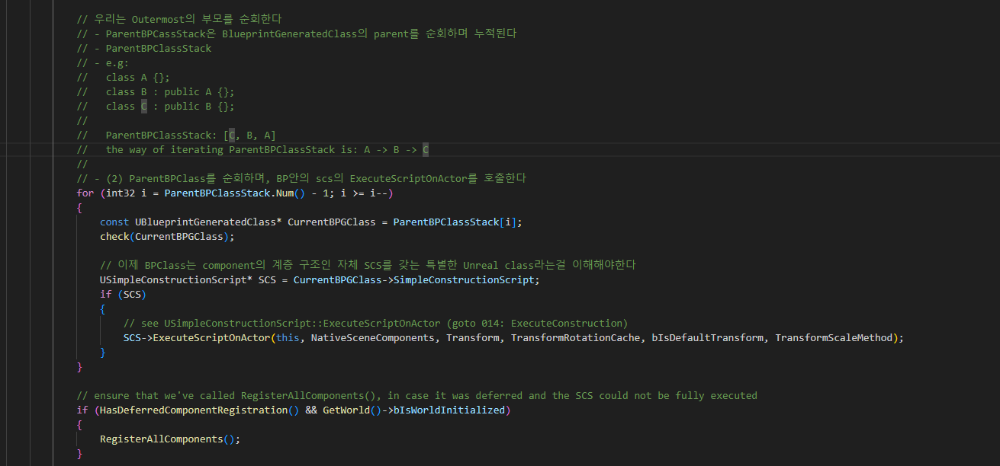 // 우리는 Outermost의 부모를 순회한다
// - ParentBPCassStack은 BlueprintGeneratedClass의 parent를 순회하며 누적된다
// - ParentBPClassStack
// - e.g:
//   class A {};
//   class B : public A {};
//   class C : public B {};
//
//   ParentBPClassStack: [C, B, A]
//   the way of iterating ParentBPClassStack is: A -> B -> C
//
// - (2) ParentBPClass를 순회하며, BP안의 scs의 ExecuteScriptOnActor를 호출한다
for (int32 i = ParentBPClassStack.Num() - 1; i >= i--)
{
    const UBlueprintGeneratedClass* CurrentBPGClass = ParentBPClassStack[i];
    check(CurrentBPGClass);

    // 이제 BPClass는 component의 계층 구조인 자체 SCS를 갖는 특별한 Unreal class라는걸 이해해야한다
    USimpleConstructionScript* SCS = CurrentBPGClass->SimpleConstructionScript;
    if (SCS)
    {
        // see USimpleConstructionScript::ExecuteScriptOnActor (goto 014: ExecuteConstruction)
        SCS->ExecuteScriptOnActor(this, NativeSceneComponents, Transform, TransformRotationCache, bIsDefaultTransform, TransformScaleMethod);
    }
}

// ensure that we've called RegisterAllComponents(), in case it was deferred and the SCS could not be fully executed
if (HasDeferredComponentRegistration() && GetWorld()->bIsWorldInitialized)
{
    RegisterAllComponents();
}